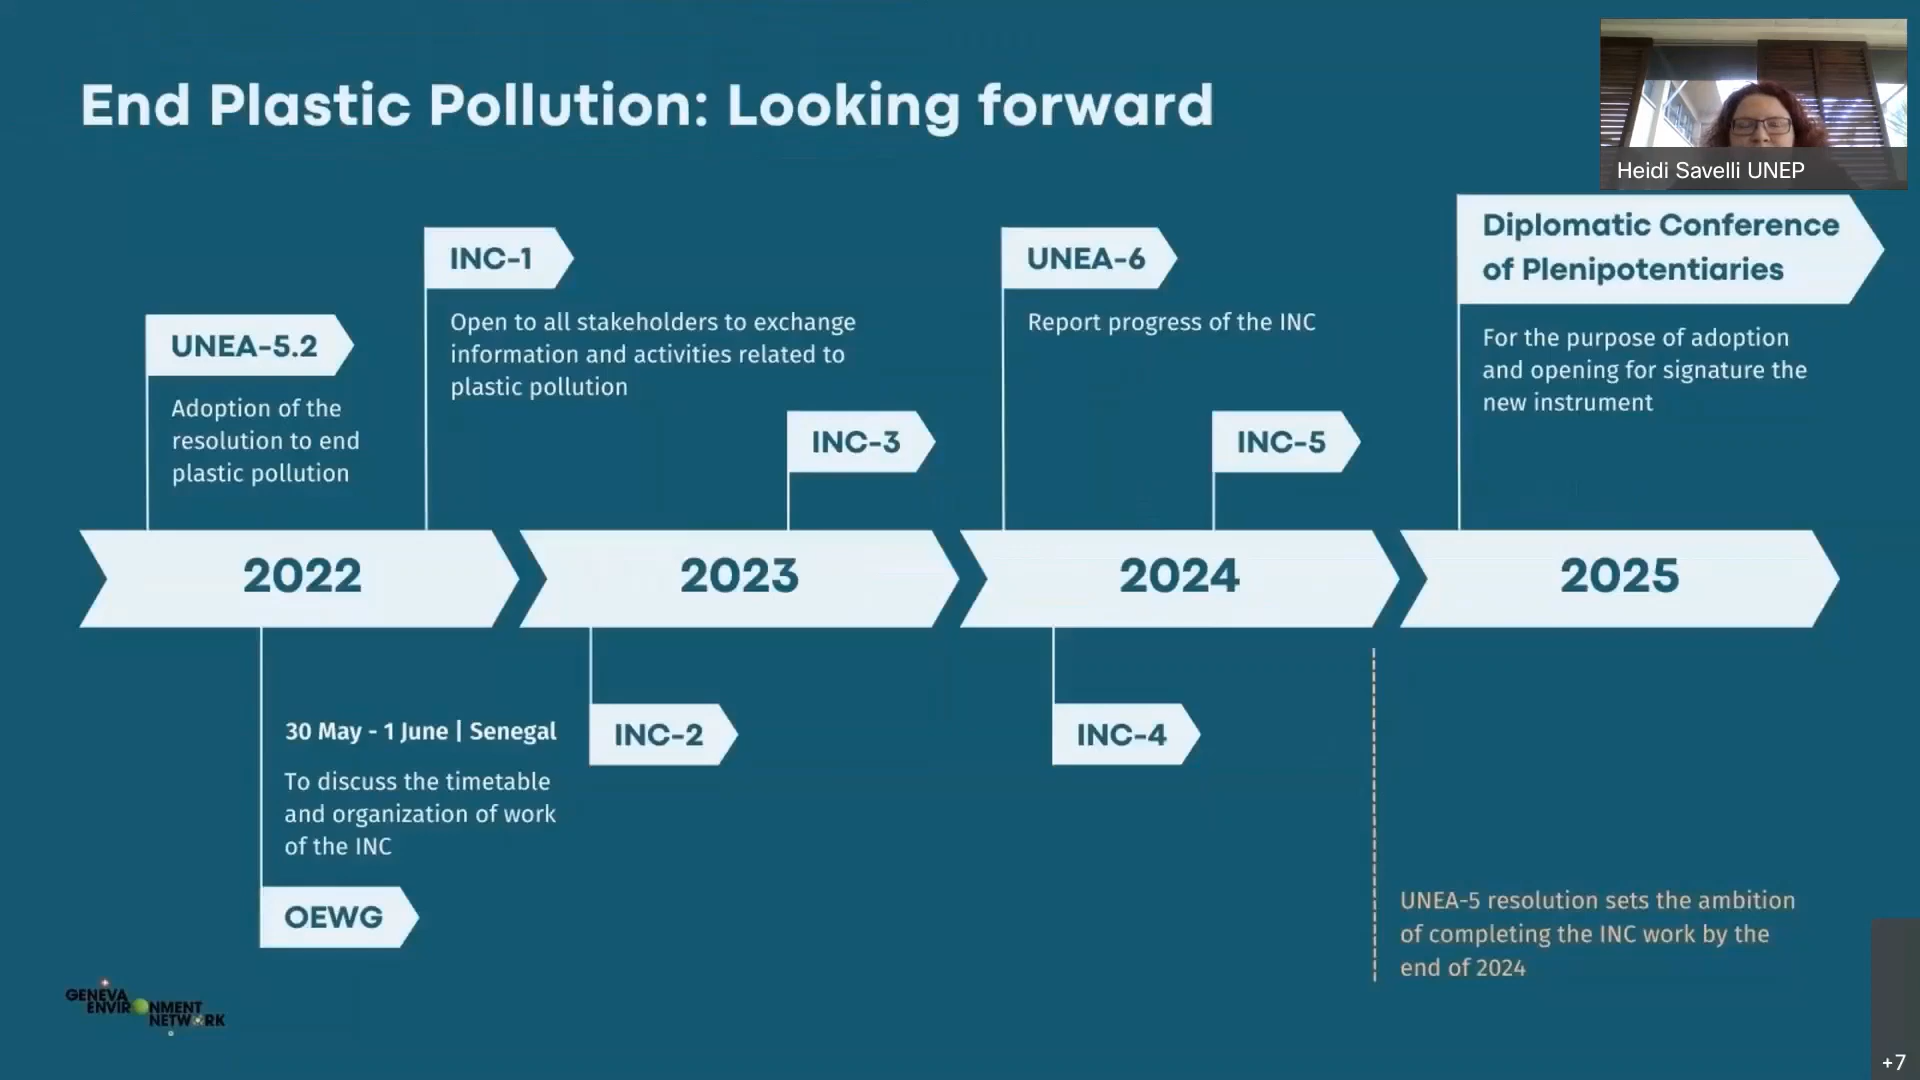 End Plastic Pollution: Looking forward
Heidi Savelli UNEP
Diplomatic Conference
of Plenipotentiaries
For the purpose of adoption
and opening for signature the
new instrument
INC-1
Open to all stakeholders to exchange
information and activities related to
plastic pollution
UNEA-6
Report progress of the INC
UNEA-5.2
Adoption of the
resolution to end
plastic pollution
INC-3
INC-5
2022
2023
2024
2025
30 May - 1 June | Senegal
To discuss the timetable
and organization of work
of the INC
OEWG
INC-2
INC-4
UNEA-5 resolution sets the ambition
of completing the INC work by the
end of 2024
GENEVA
ENVIRONMENT
NETWORK
+7